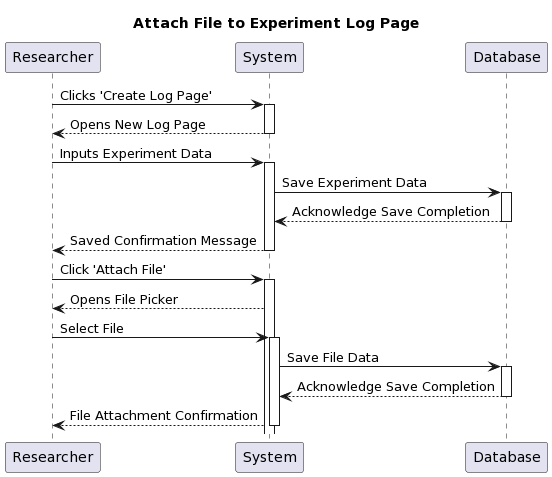 Attach File to Experiment Log Page
Researcher System Database
Clicks 'Create Log Page'
Opens New Log Page
Inputs Experiment Data
Save Experiment Data
Acknowledge Save Completion
Saved Confirmation Message
Click 'Attach File'
Opens File Picker
Select File
Save File Data
Acknowledge Save Completion
File Attachment Confirmation
Researcher System Database